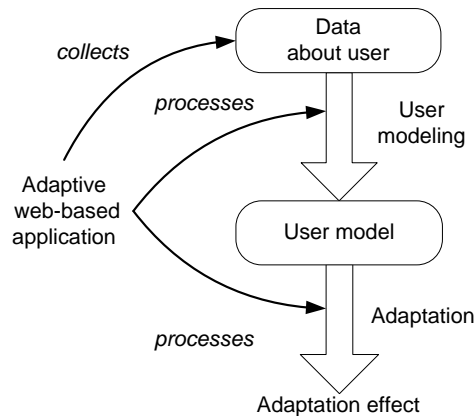 Data
about user
collects
processes
User
modeling
Adaptive
web-based
application
User model
Adaptation
processes
Adaptation effect